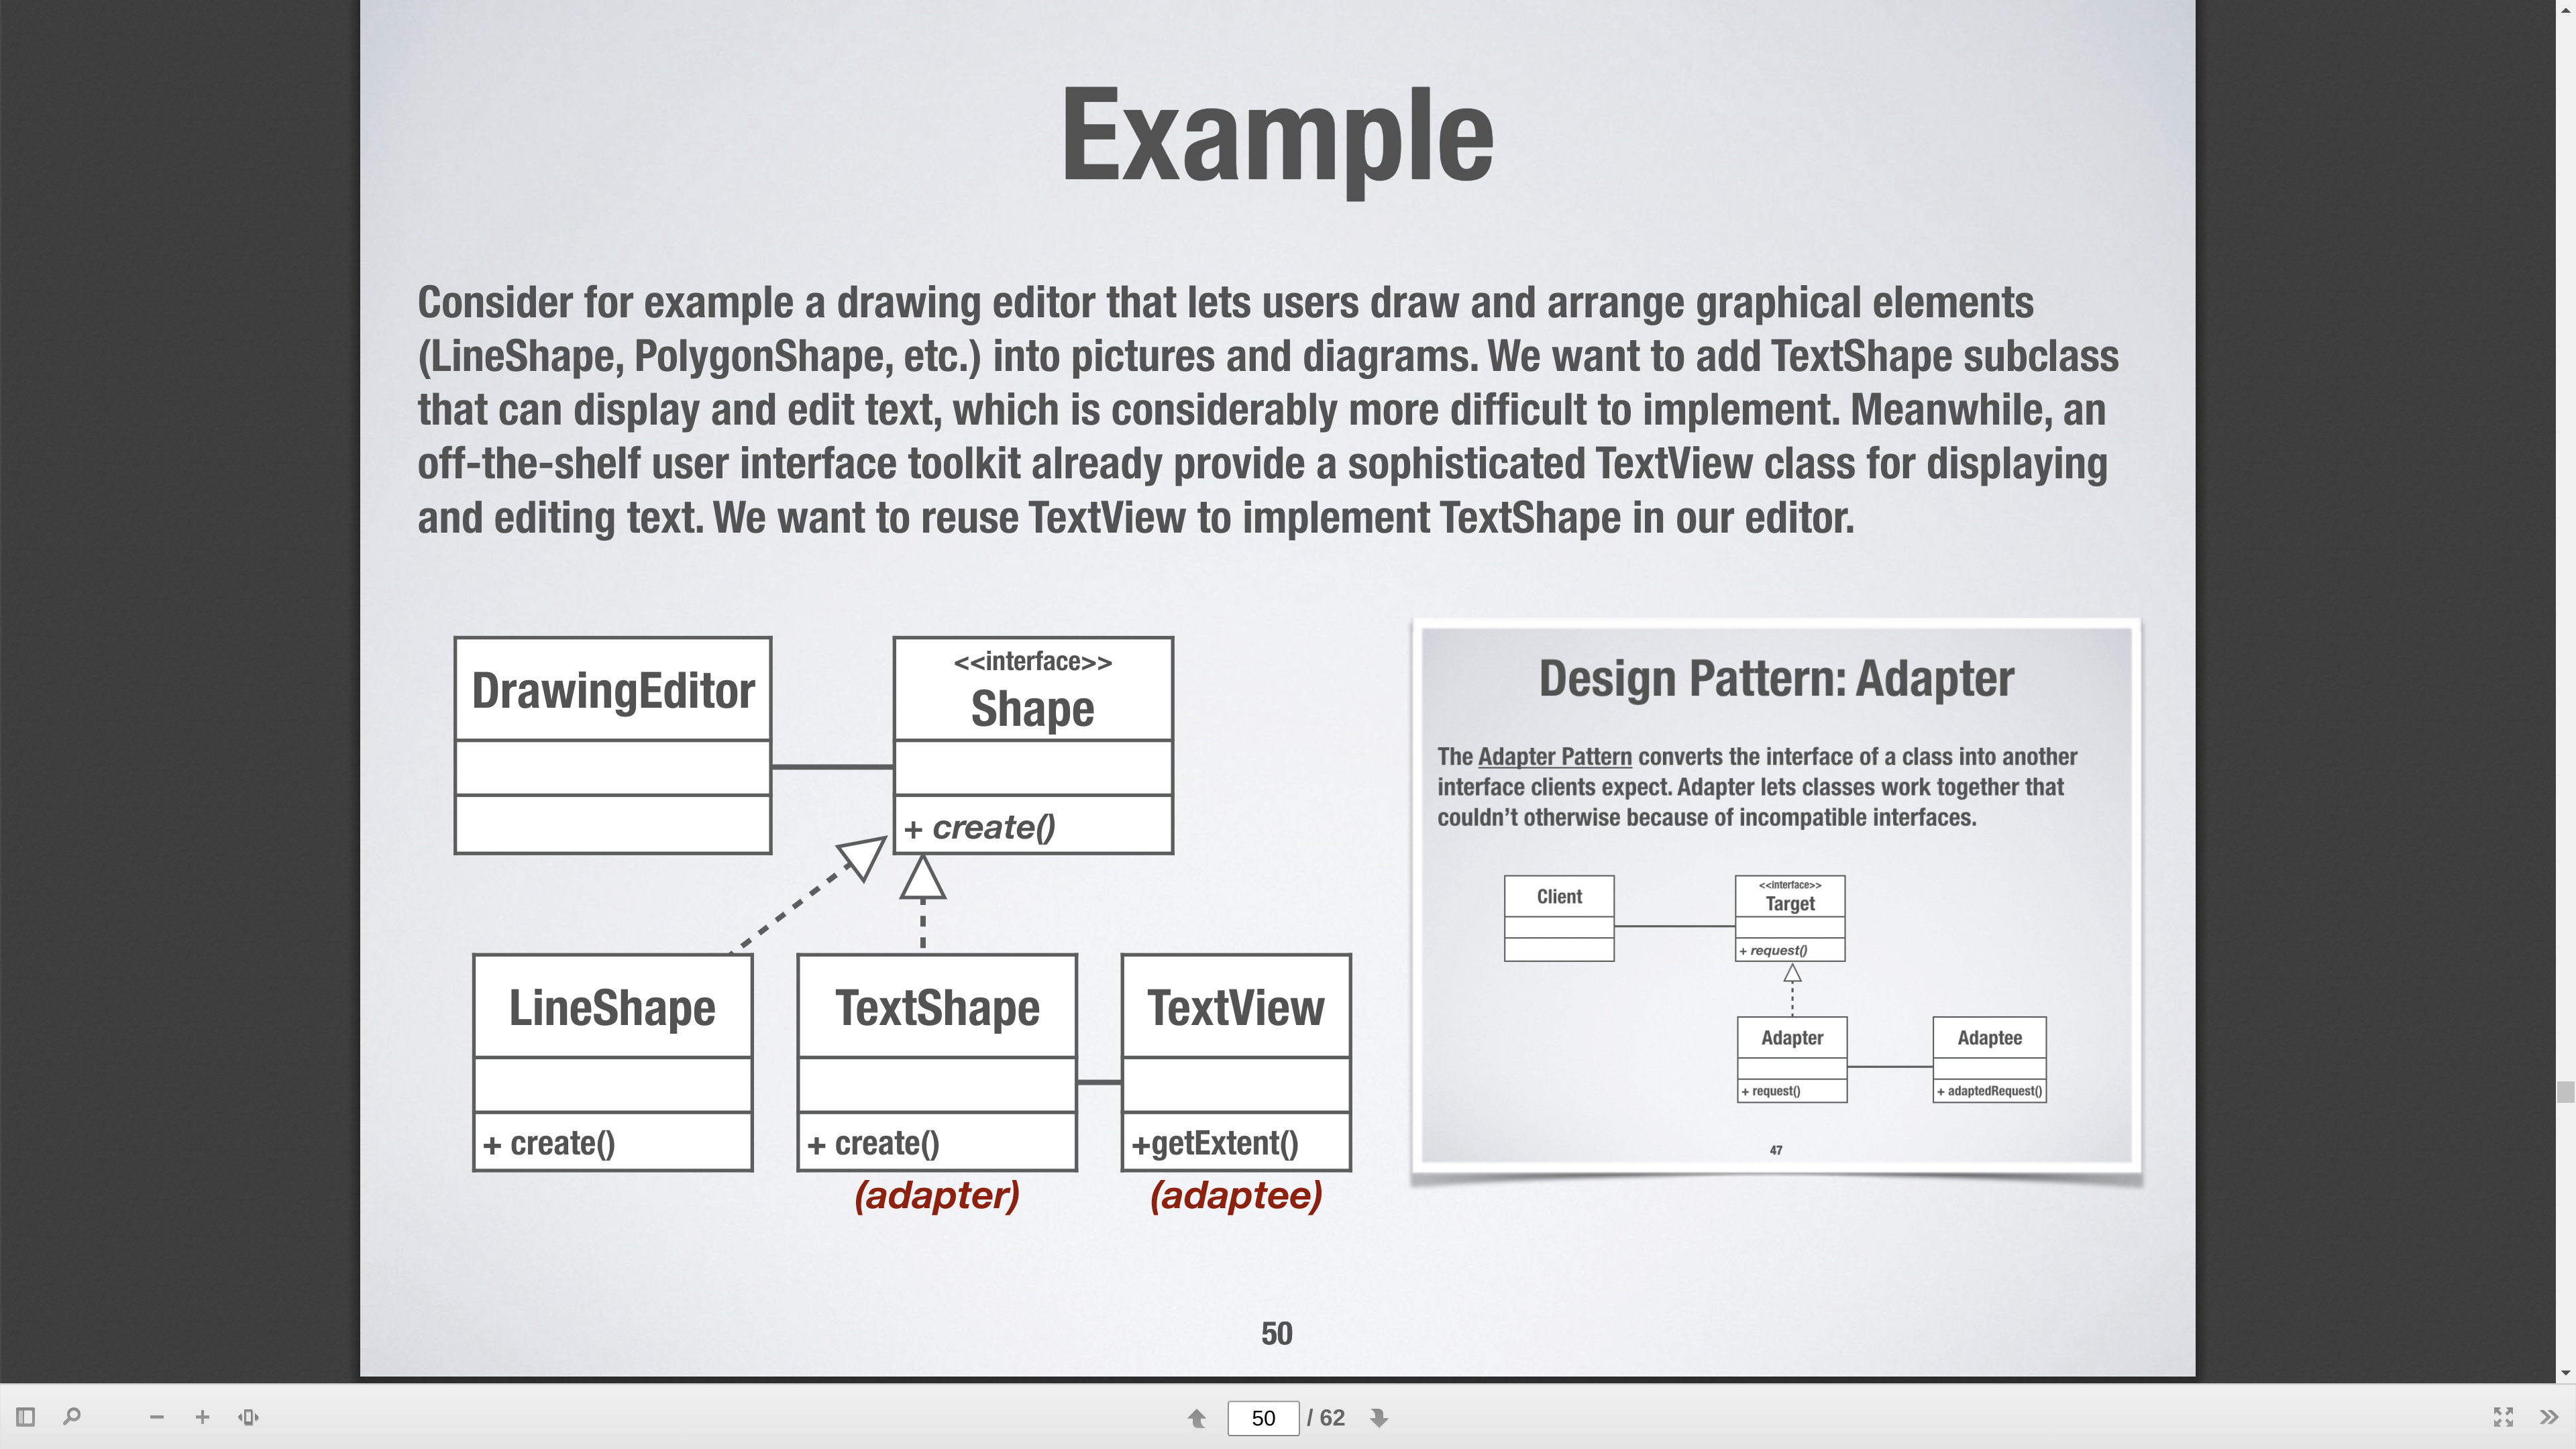 Example
Consider for example a drawing editor that lets users draw and arrange graphical elements
(LineShape, PolygonShape, etc.) into pictures and diagrams. We want to add TextShape subclass
that can display and edit text, which is considerably more difficult to implement. Meanwhile, an
off-the-shelf user interface toolkit already provide a sophisticated TextView class for displaying
and editing text. We want to reuse TextView to implement TextShape in our editor.
DrawingEditor
<<interface>>
Shape
+ create()
LineShape
+ create()
TextShape
+ create()
(adapter)
TextView
+getExtent()
(adaptee)
Design Pattern: Adapter
The Adapter Pattern converts the interface of a class into another
interface clients expect. Adapter lets classes work together that
couldn’t otherwise because of incompatible interfaces.
Client
<<interface>>
Target
+ request()
Adapter
+ request()
Adaptee
+ adaptedRequest()
47
50
50 / 62